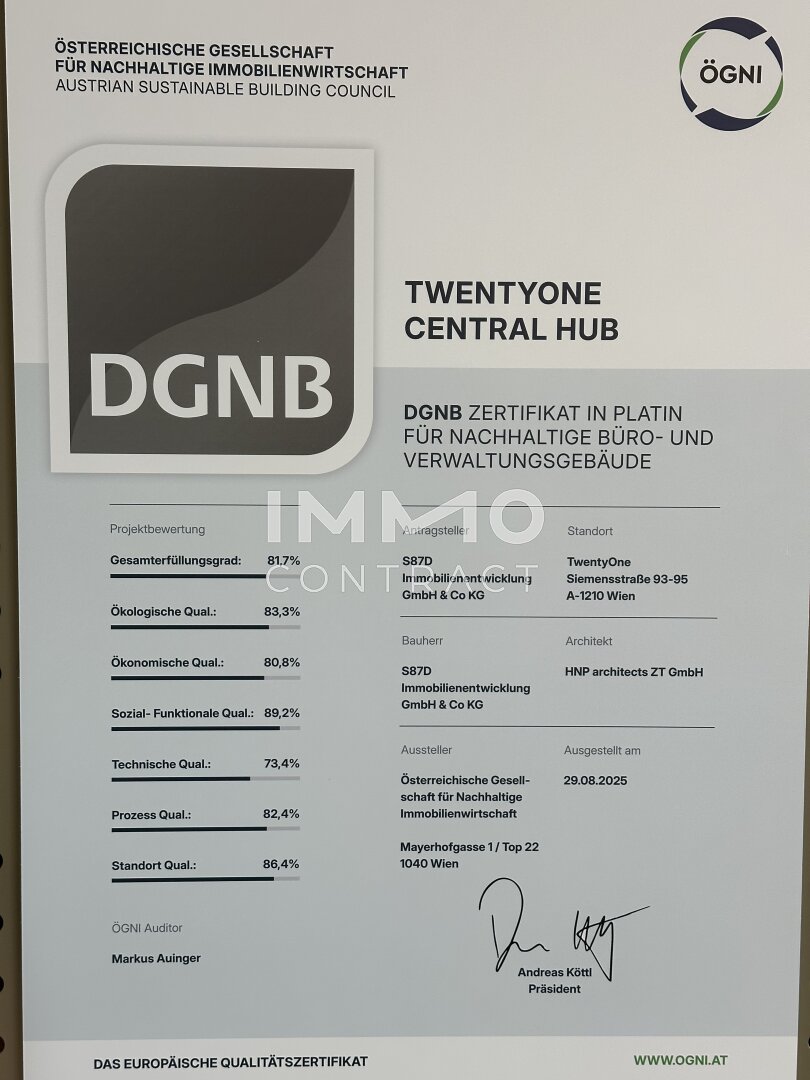 ÖSTERREICHISCHE GESELLSCHAFT
FÜR NACHHALTIGE IMMOBILIENWIRTSCHAFT
AUSTRIAN SUSTAINABLE BUILDING COUNCIL
ÖGNI
DGNB
TWENTYONE
CENTRAL HUB
DGNB ZERTIFIKAT IN PLATIN
FÜR NACHHALTIGE BÜRO- UND
VERWALTUNGSGEBÄUDE
IMMO
CONTRACT
Projektbewertung
Gesamterfüllungsgrad: 81,7%
Ökologische Qual.: 83,3%
Ökonomische Qual.: 80,8%
Sozial- Funktionale Qual.: 89,2%
Technische Qual.: 73,4%
Prozess Qual.: 82,4%
Standort Qual.: 86,4%
ÖGNI Auditor
Markus Auinger
Antragsteller
S87D
Immobilienentwicklung
GmbH & Co KG
Standort
TwentyOne
Siemensstraße 93-95
A-1210 Wien
Bauherr
S87D
Immobilienentwicklung
GmbH & Co KG
Architekt
HNP architects ZT GmbH
Aussteller
Österreichische Gesell-
schaft für Nachhaltige
Immobilienwirtschaft
Mayerhofgasse 1 / Top 22
1040 Wien
Ausgestellt am
29.08.2025
Andreas Köttl
Präsident
DAS EUROPÄISCHE QUALITÄTSZERTIFIKAT
WWW.OGNI.AT